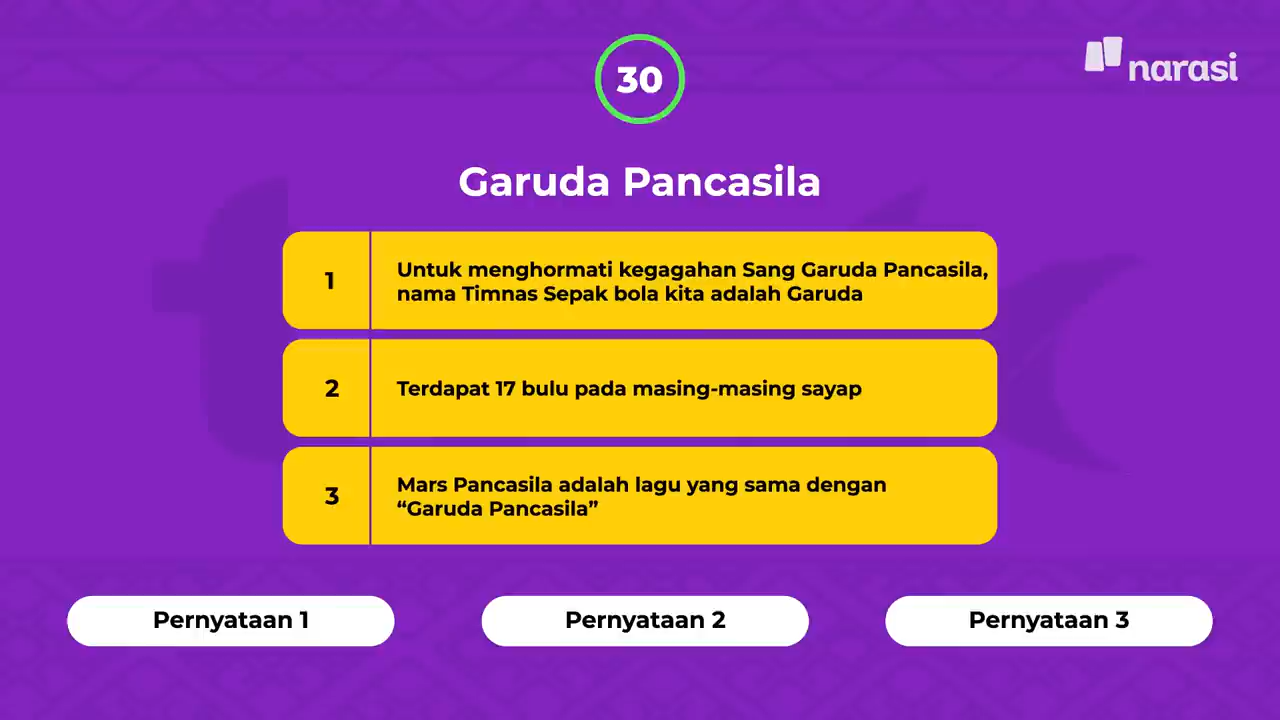 30
narasi
Garuda Pancasila
1
Untuk menghormati kegagahan Sang Garuda Pancasila,
nama Timnas Sepak bola kita adalah Garuda
2
Terdapat 17 bulu pada masing-masing sayap
3
Mars Pancasila adalah lagu yang sama dengan
“Garuda Pancasila”
Pernyataan 1
Pernyataan 2
Pernyataan 3